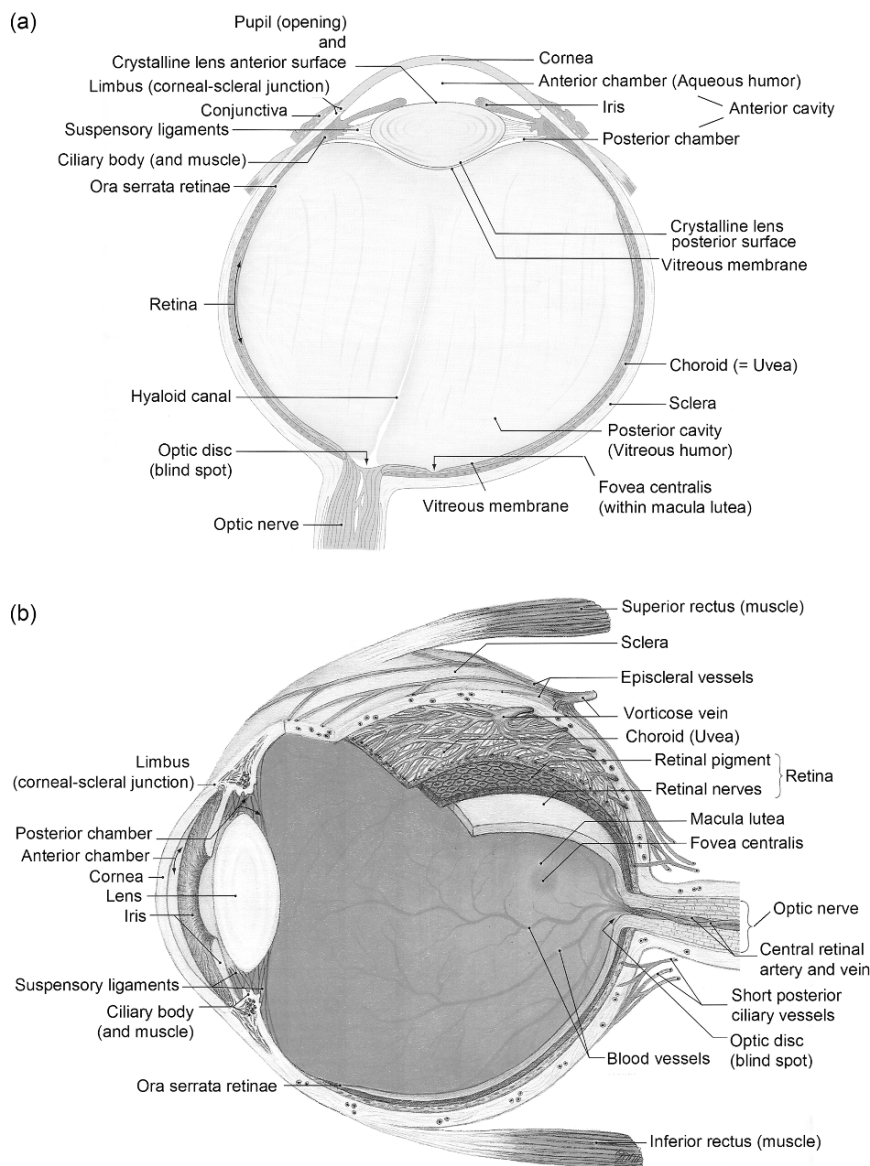 (a)
Pupil (opening)
and
Crystalline lens anterior surface
Limbus (corneal-scleral junction)
Conjunctiva
Suspensory ligaments
Ciliary body (and muscle)
Ora serrata retinae
Retina
Hyaloid canal
Optic disc
(blind spot)
Optic nerve
Cornea
Anterior chamber (Aqueous humor)
Iris
Anterior cavity
Posterior chamber
Crystalline lens
posterior surface
Vitreous membrane
Choroid (= Uvea)
Sclera
Posterior cavity
(Vitreous humor)
Fovea centralis
(within macula lutea)
Vitreous membrane
(b)
Superior rectus (muscle)
Sclera
Episcleral vessels
Vorticose vein
Choroid (Uvea)
Retinal pigment
Retina
Retinal nerves
Macula lutea
Fovea centralis
Optic nerve
Central retinal
artery and vein
Short posterior
ciliary vessels
Optic disc
(blind spot)
Blood vessels
Inferior rectus (muscle)
Limbus
(corneal-scleral junction)
Posterior chamber
Anterior chamber
Cornea
Lens
Iris
Suspensory ligaments
Ciliary body
(and muscle)
Ora serrata retinae